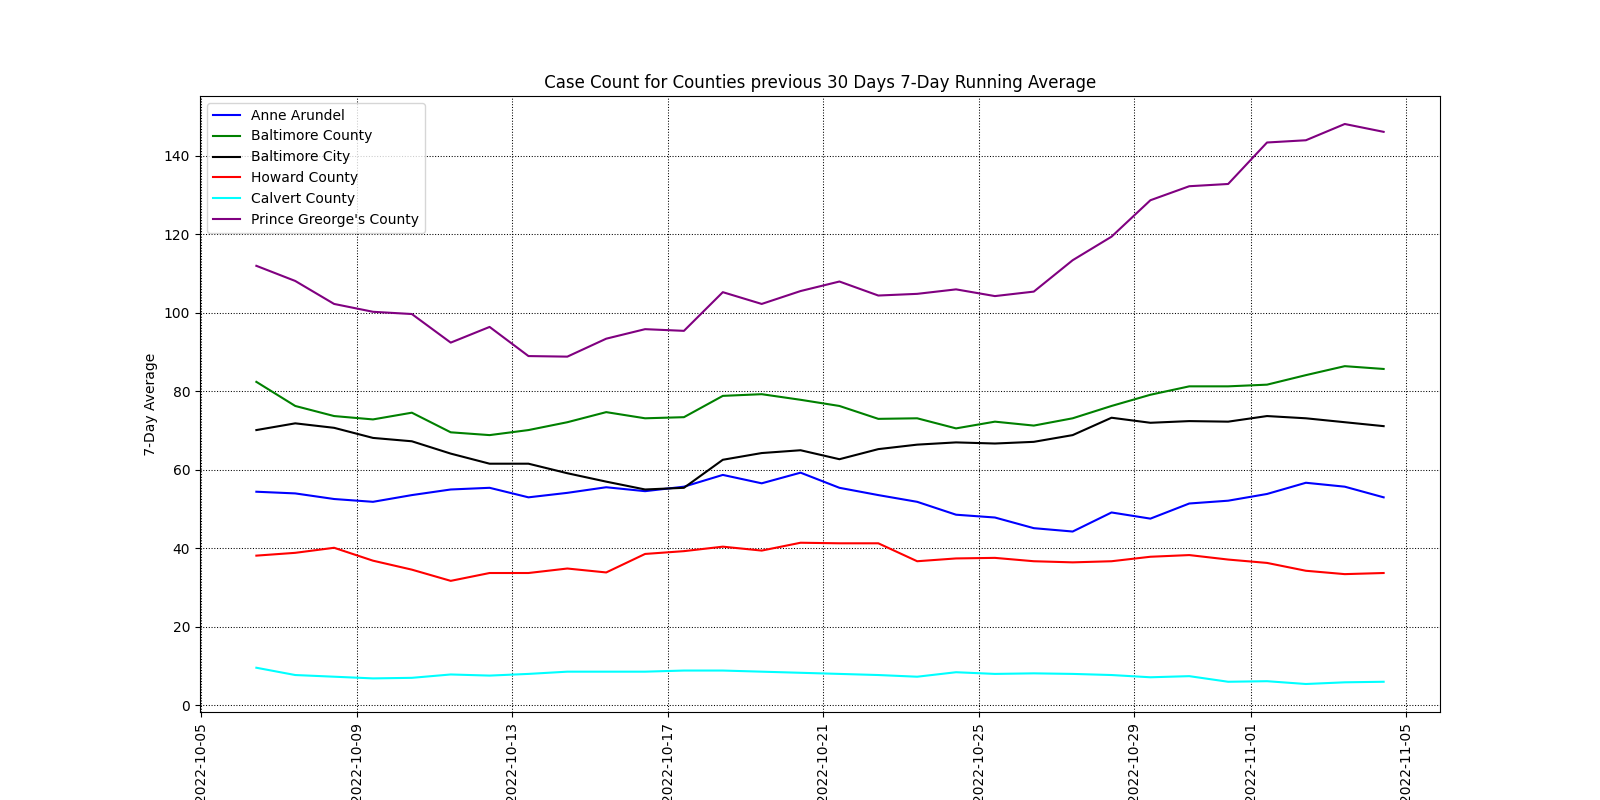 Case Count for Counties previous 30 Days 7-Day Running Average
Anne Arundel
Baltimore County
Baltimore City
Howard County
Calvert County
Prince Greorge's County
7-Day Average
140
120
100
80
60
40
20
0
2022-10-05
2022-10-09
2022-10-13
2022-10-17
2022-10-21
2022-10-25
2022-10-29
2022-11-01
2022-11-05